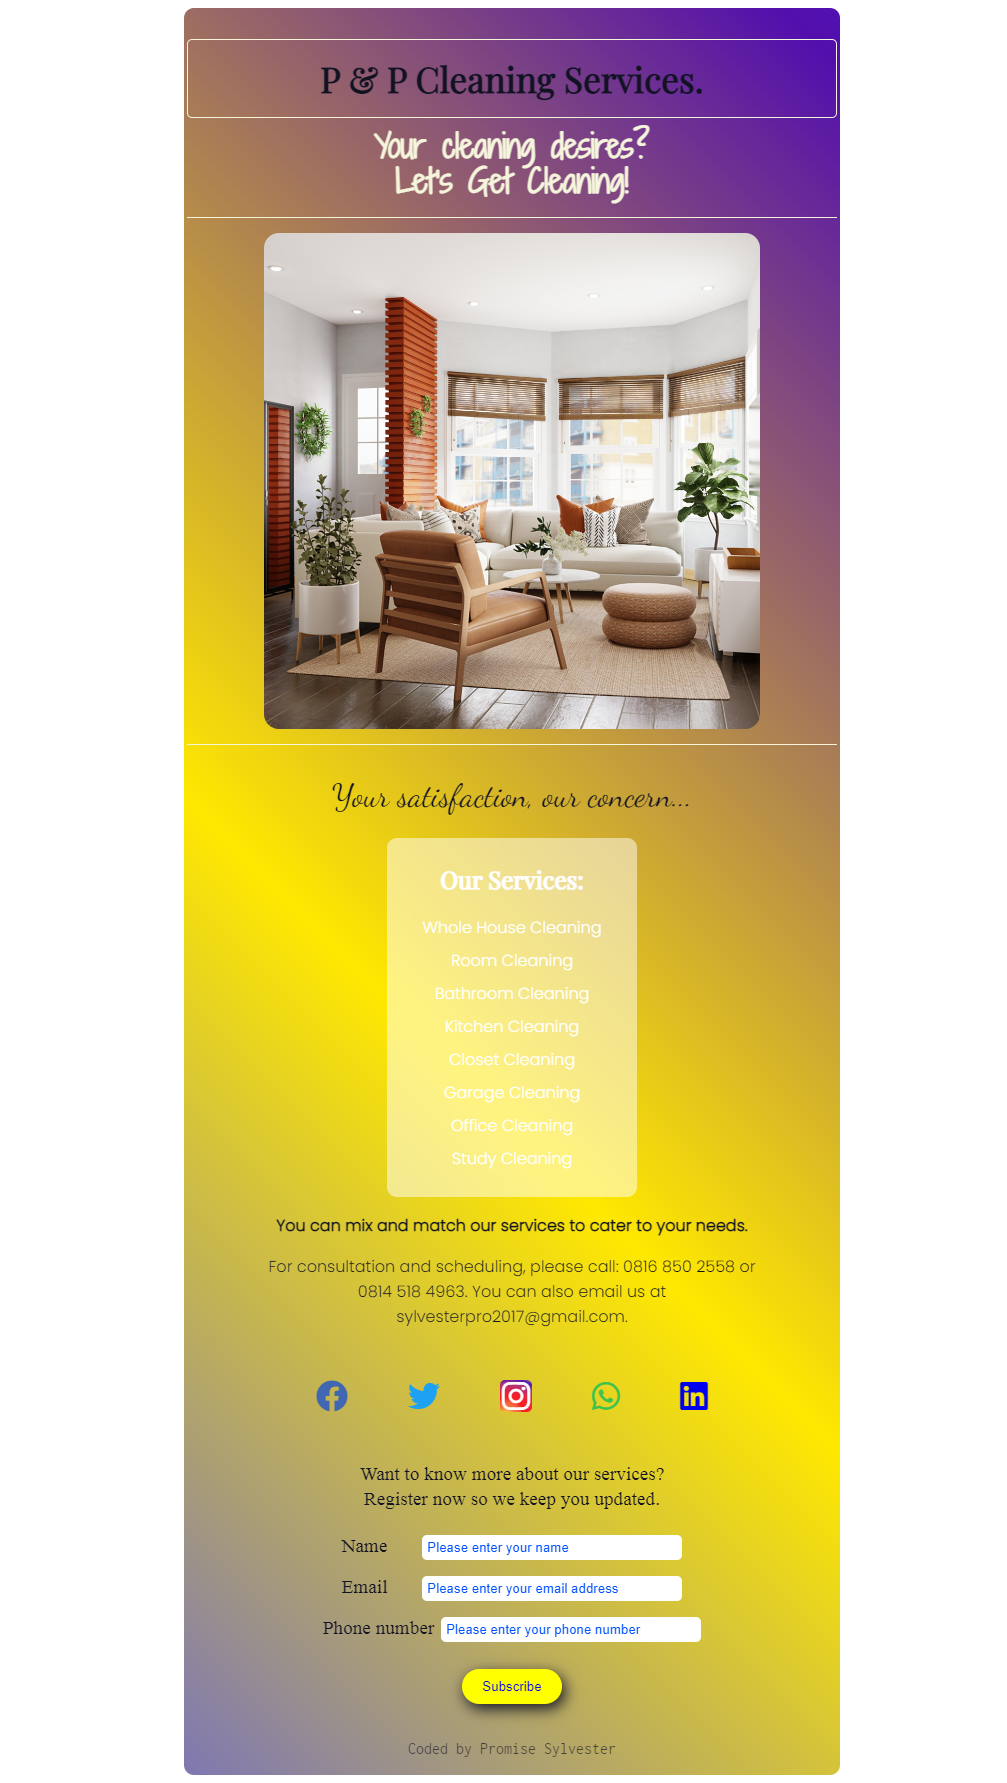 P & P Cleaning Services.
Your cleaning desires?
Let's Get Cleaning!
Your satisfaction, our concern...
Our Services:
Whole House Cleaning
Room Cleaning
Bathroom Cleaning
Kitchen Cleaning
Closet Cleaning
Garage Cleaning
Office Cleaning
Study Cleaning
You can mix and match our services to cater to your needs.
For consultation and scheduling, please call: 0816 850 2558 or
0814 518 4963. You can also email us at
sylvesterpro2017@gmail.com.
Want to know more about our services?
Register now so we keep you updated.
Name Please enter your name
Email Please enter your email address
Phone number Please enter your phone number
Subscribe
Coded by Promise Sylvester